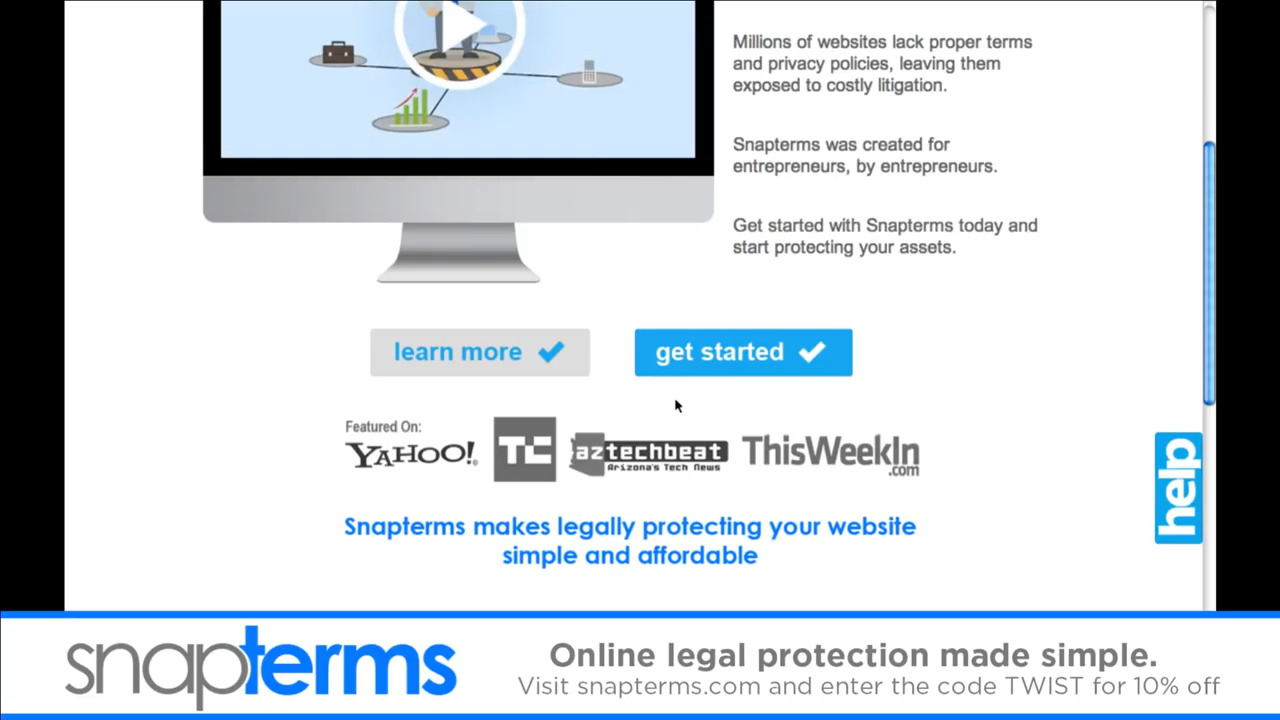 Millions of websites lack proper terms
and privacy policies, leaving them
exposed to costly litigation.
Snapterms was created for
entrepreneurs, by entrepreneurs.
Get started with Snapterms today and
start protecting your assets.
learn more
get started
Featured On:
YAHOO!
TC
aztechbeat
Arizona's Tech News
ThisWeekIn
.com
help
Snapterms makes legally protecting your website
simple and affordable
snapterms
Online legal protection made simple.
Visit snapterms.com and enter the code TWIST for 10% off